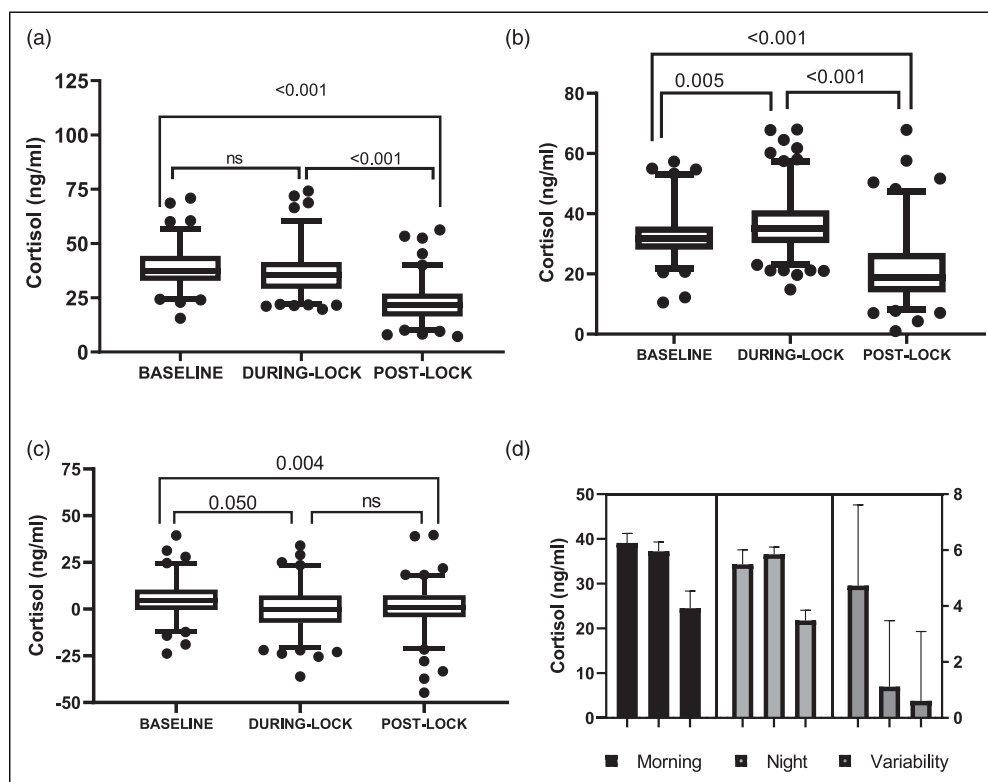 (a)
<0.001
ns
<0.001
Cortisol (ng/ml)
125
100
75
50
25
0
BASELINE DURING-LOCK POST-LOCK
(b)
<0.001
0.005
<0.001
Cortisol (ng/ml)
80
60
40
20
0
BASELINE DURING-LOCK POST-LOCK
(c)
0.004
0.050
ns
Cortisol (ng/ml)
75
50
25
0
-25
-50
BASELINE DURING-LOCK POST-LOCK
(d)
Cortisol (ng/ml)
50
40
30
20
10
0
8
6
4
2
0
Morning Night Variability